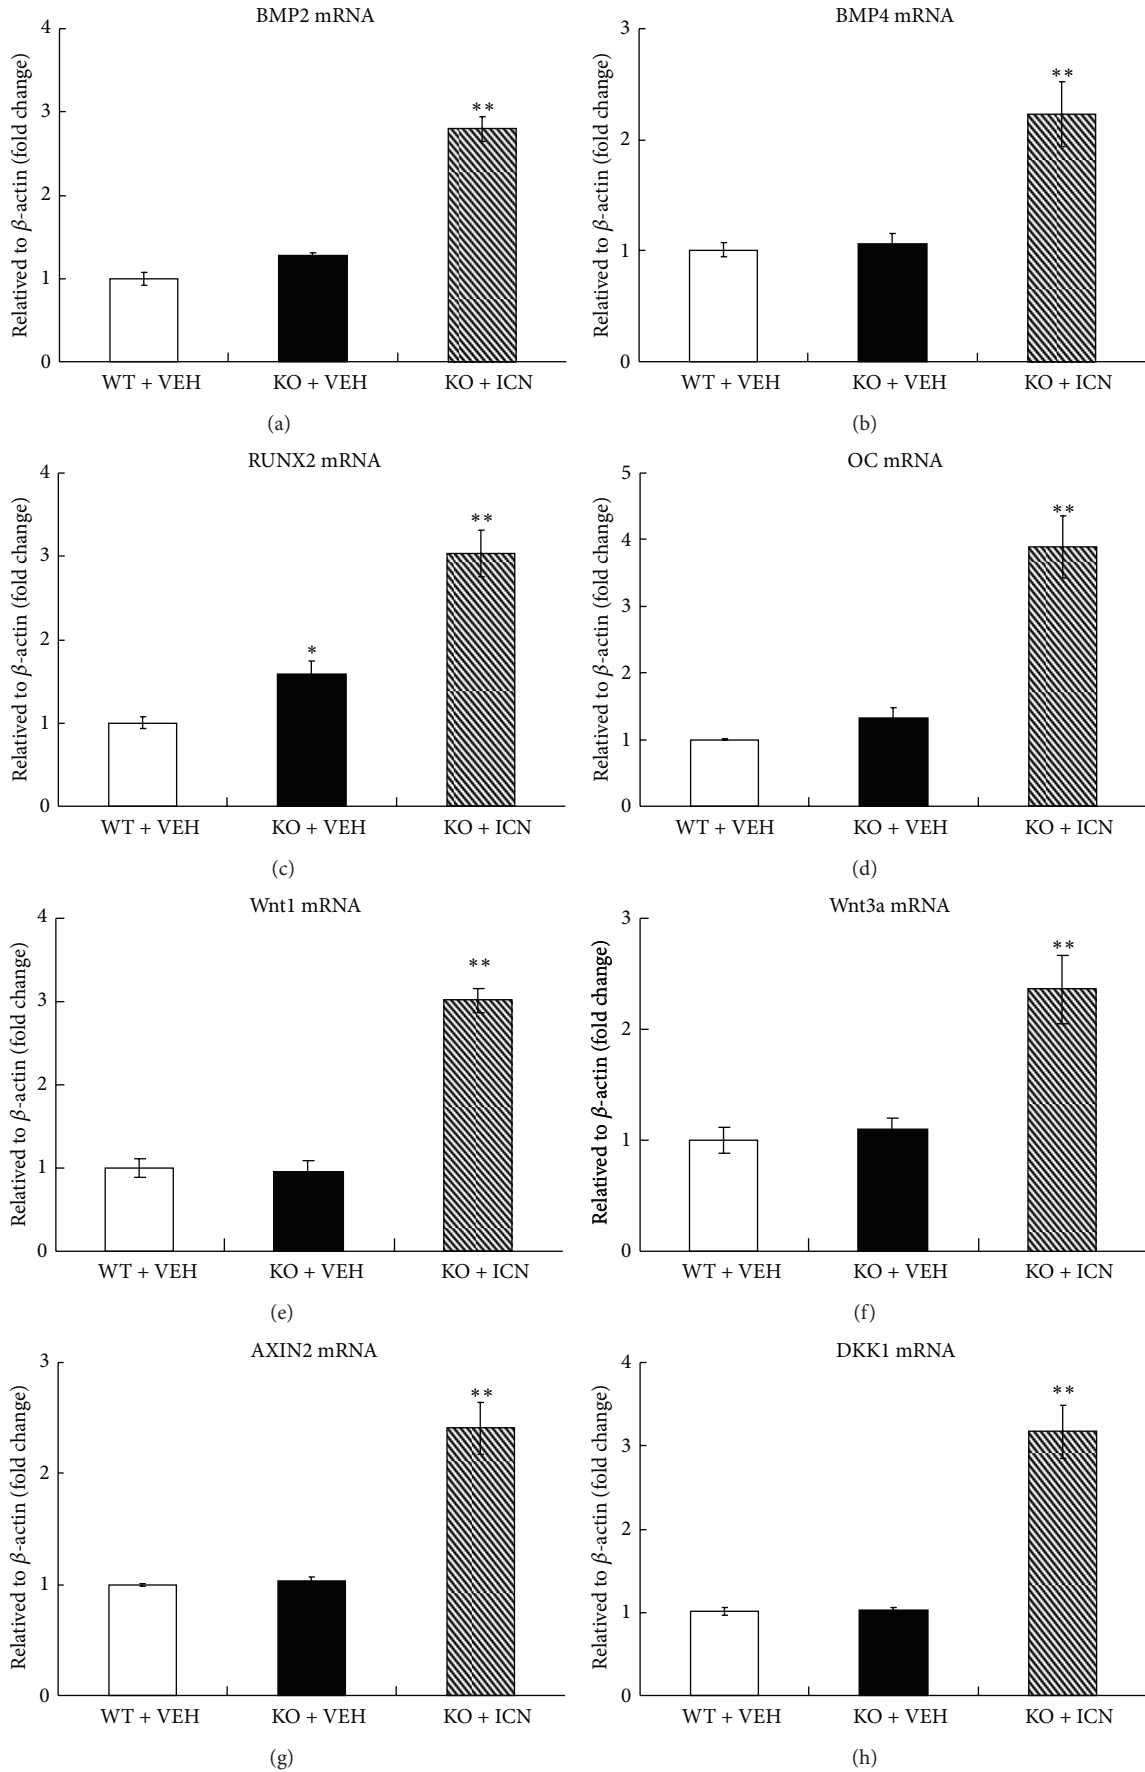 BMP2 mRNA
Relatived to β-actin (fold change)
4
3
2
1
0
**
WT + VEH KO + VEH KO + ICN
(a)
BMP4 mRNA
Relatived to β-actin (fold change)
3
2
1
0
**
WT + VEH KO + VEH KO + ICN
(b)
RUNX2 mRNA
Relatived to β-actin (fold change)
4
3
2
1
0
*
**
WT + VEH KO + VEH KO + ICN
(c)
OC mRNA
Relatived to β-actin (fold change)
5
4
3
2
1
0
**
WT + VEH KO + VEH KO + ICN
(d)
Wnt1 mRNA
Relatived to β-actin (fold change)
4
3
2
1
0
**
WT + VEH KO + VEH KO + ICN
(e)
Wnt3a mRNA
Relatived to β-actin (fold change)
3
2
1
0
**
WT + VEH KO + VEH KO + ICN
(f)
AXIN2 mRNA
Relatived to β-actin (fold change)
3
2
1
0
**
WT + VEH KO + VEH KO + ICN
(g)
DKK1 mRNA
Relatived to β-actin (fold change)
4
3
2
1
0
**
WT + VEH KO + VEH KO + ICN
(h)